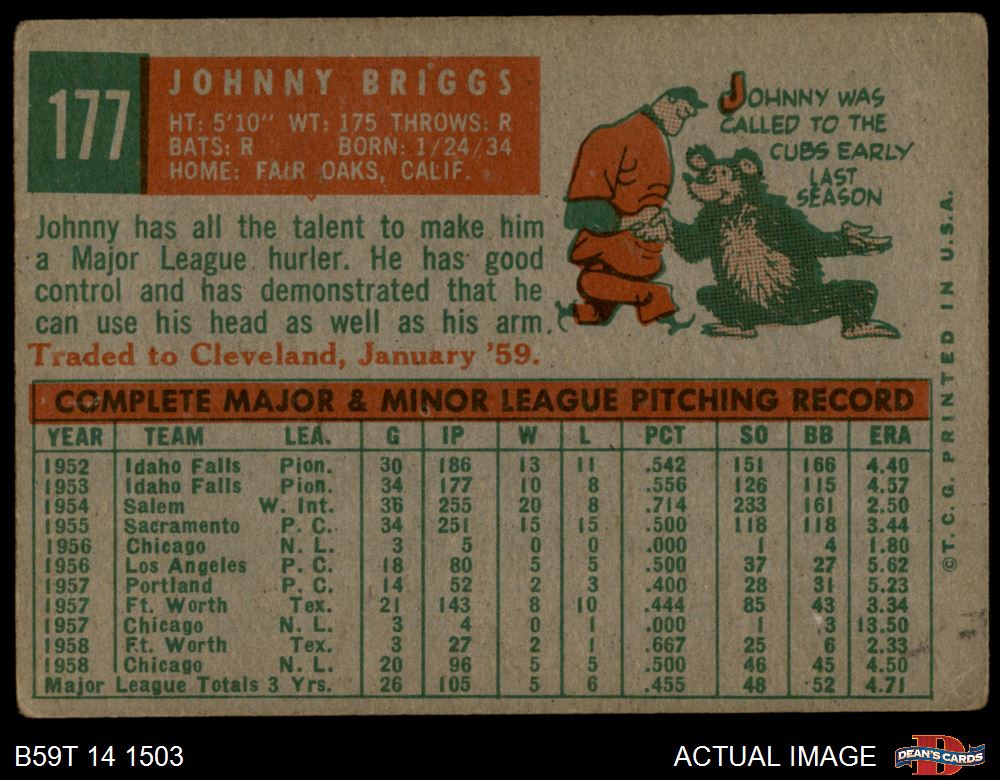 177
JOHNNY BRIGGS
HT: 5'10" WT: 175 THROWS: R
BATS: R BORN: 1/24/34
HOME: FAIR OAKS, CALIF.
JOHNNY WAS
CALLED TO THE
CUBS EARLY
LAST
SEASON
Johnny has all the talent to make him
a Major League hurler. He has good
control and has demonstrated that he
can use his head as well as his arm.
Traded to Cleveland, January '59.
COMPLETE MAJOR & MINOR LEAGUE PITCHING RECORD
YEAR TEAM LEA. G IP W L PCT SO BB ERA
1952 Idaho Falls Pion. 30 186 13 11 .542 151 166 4.40
1953 Idaho Falls Pion. 34 177 10 8 .556 126 115 4.57
1954 Salem W. Int. 36 255 20 8 .714 233 161 2.50
1955 Sacramento P. C. 34 251 15 15 .500 118 118 3.44
1956 Chicago N. L. 3 5 0 0 .000 1 4 1.80
1956 Los Angeles P. C. 18 80 5 5 .500 37 27 5.62
1957 Portland P. C. 14 52 2 3 .400 28 31 5.23
1957 Ft. Worth Tex. 21 143 8 10 .444 85 43 3.34
1957 Chicago N. L. 3 4 0 1 .000 1 3 13.50
1958 Ft. Worth Tex. 3 27 2 1 .667 25 6 2.33
1958 Chicago N. L. 20 96 5 5 .500 46 45 4.50
Major League Totals 3 Yrs. 26 105 5 6 .455 48 52 4.71
©T. C. G. PRINTED IN U.S.A.
B59T 14 1503
ACTUAL IMAGE
D
DEAN'S CARDS